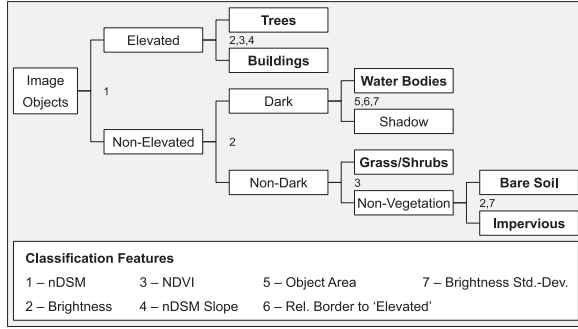 Image
Objects
1
Elevated
Non-Elevated
2,3,4
Trees
Buildings
2
Dark
Non-Dark
5,6,7
Water Bodies
Shadow
3
Grass/Shrubs
Non-Vegetation
2,7
Bare Soil
Impervious
Classification Features
1 – nDSM 3 – NDVI 5 – Object Area 7 – Brightness Std.-Dev.
2 – Brightness 4 – nDSM Slope 6 – Rel. Border to ‘Elevated’